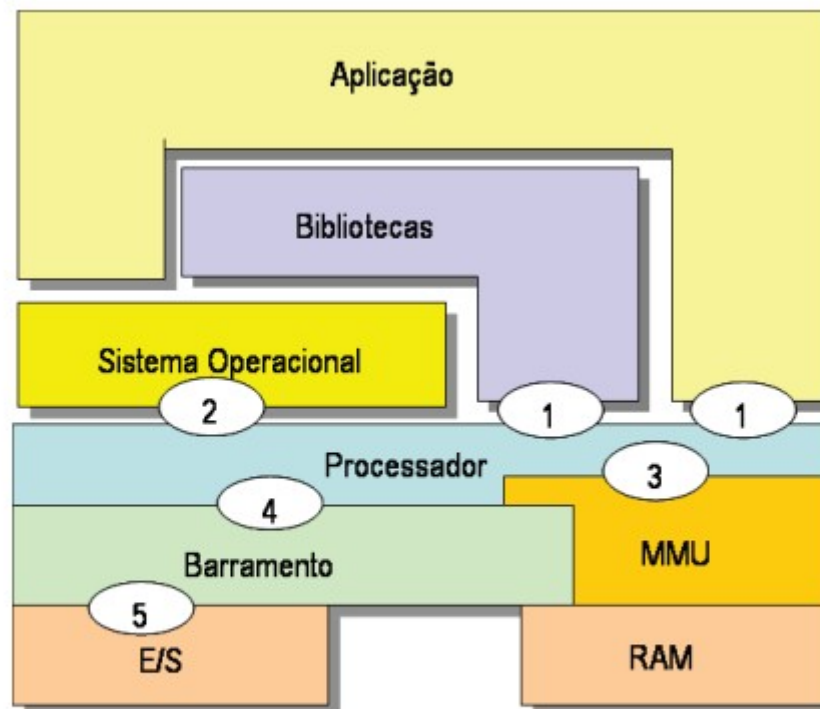 Aplicação
Bibliotecas
Sistema Operacional
2
1
1
Processador
3
4
Barramento
MMU
5
E/S
RAM